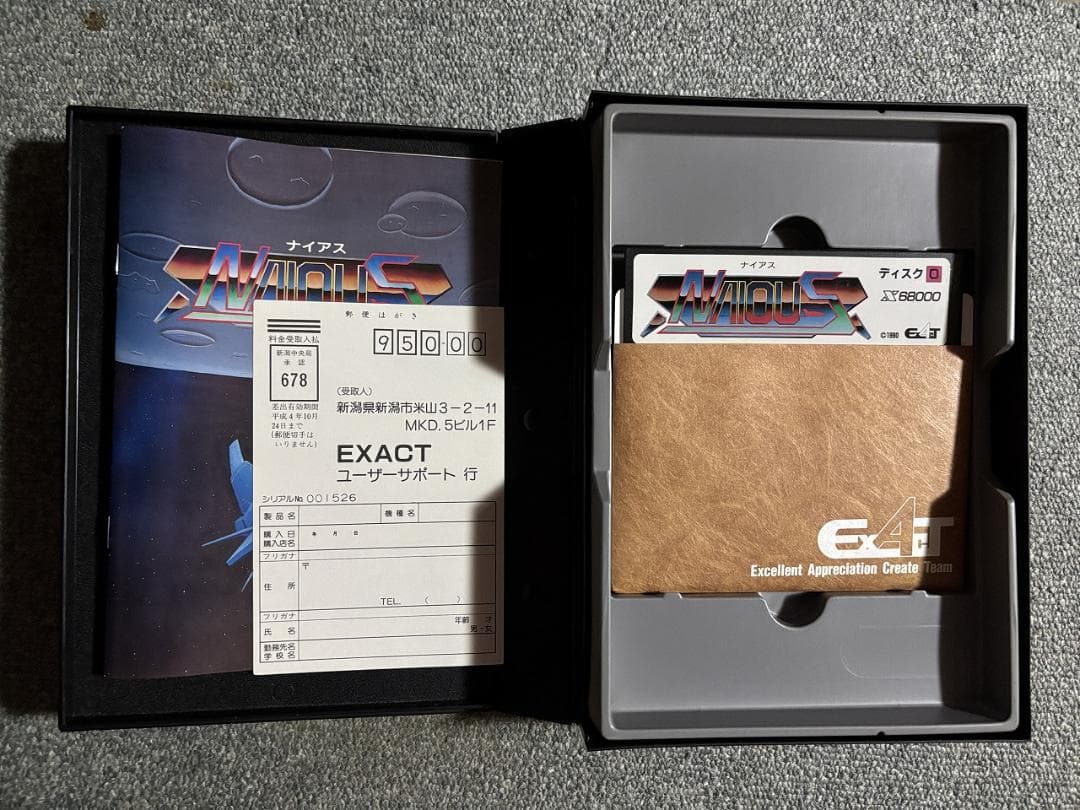 ナイアス
NAIOUS
郵便はがき
料金受取人払
新潟中央局
承認
678
差出有効期間
平成4年10月
24日まで
(郵便切手は
いりません)
950-00
(受取人)
新潟県新潟市米山3-2-11
MKD.5ビル1F
EXACT
ユーザーサポート 行
シリアルNo. 001526
製品名
機種名
購入日
購入店名
年 月 日
フリガナ
住所
〒
TEL. ( )
フリガナ
氏名
年齢 才
男・女
勤務先名
学校名
ナイアス
NAIOUS
ディスク 0
X68000
©1990 EXACT
EXACT
Excellent Appreciation Create Team